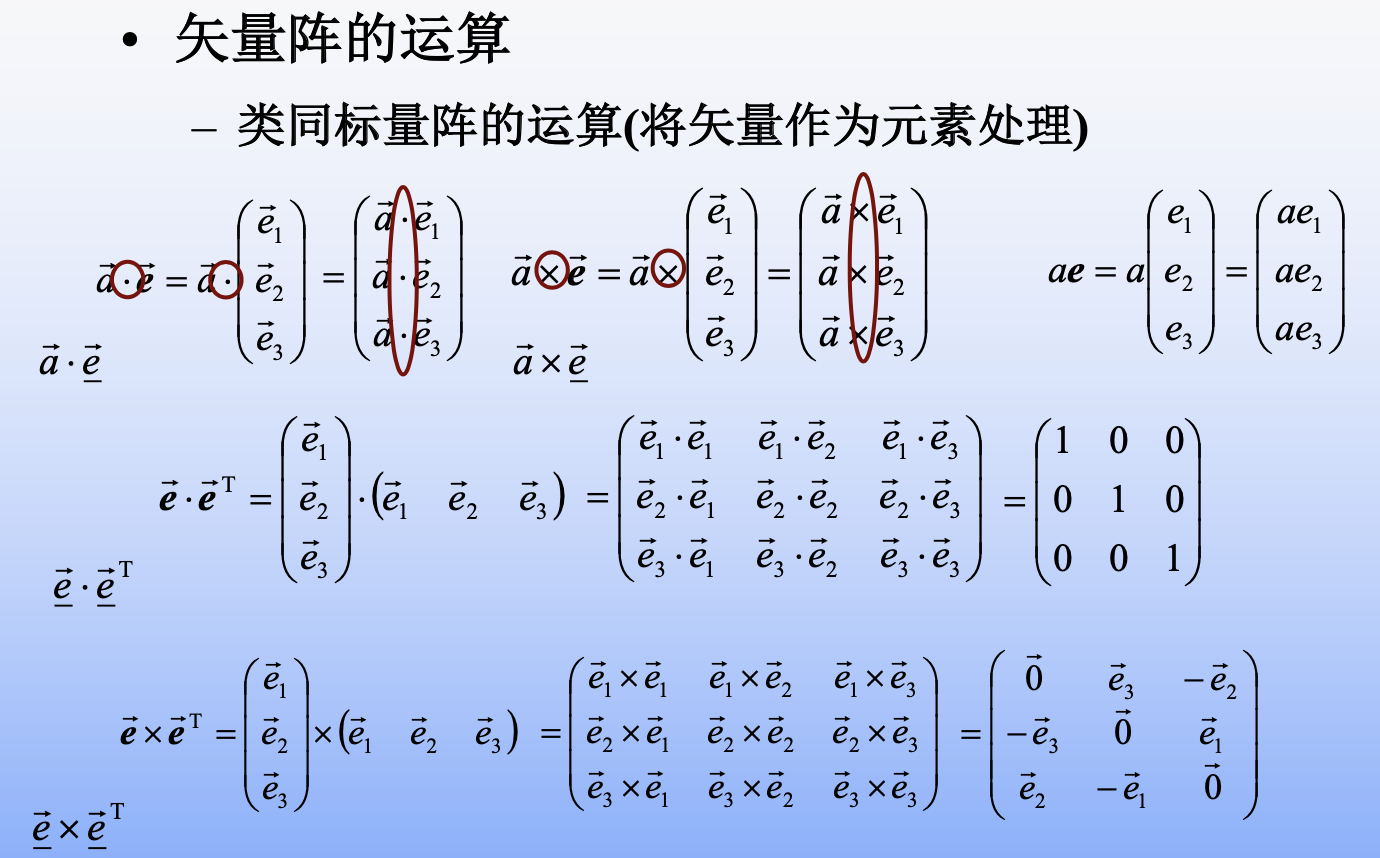 • 矢量阵的运算
– 类同标量阵的运算(将矢量作为元素处理)
$\vec{a}\cdot\vec{\boldsymbol{e}}=\vec{a}\cdot\begin{pmatrix}\vec{e}_1\\\vec{e}_2\\\vec{e}_3\end{pmatrix}=\begin{pmatrix}\vec{a}\cdot\vec{e}_1\\\vec{a}\cdot\vec{e}_2\\\vec{a}\cdot\vec{e}_3\end{pmatrix}$ $\vec{a}\times\vec{\boldsymbol{e}}=\vec{a}\times\begin{pmatrix}\vec{e}_1\\\vec{e}_2\\\vec{e}_3\end{pmatrix}=\begin{pmatrix}\vec{a}\times\vec{e}_1\\\vec{a}\times\vec{e}_2\\\vec{a}\times\vec{e}_3\end{pmatrix}$ $a\boldsymbol{e}=a\begin{pmatrix}e_1\\e_2\\e_3\end{pmatrix}=\begin{pmatrix}ae_1\\ae_2\\ae_3\end{pmatrix}$
$\vec{a}\cdot\underline{\vec{e}}$ $\vec{a}\times\underline{\vec{e}}$
$\vec{\boldsymbol{e}}\cdot\vec{\boldsymbol{e}}^{\mathrm{T}}=\begin{pmatrix}\vec{e}_1\\\vec{e}_2\\\vec{e}_3\end{pmatrix}\cdot(\vec{e}_1\quad\vec{e}_2\quad\vec{e}_3)=\begin{pmatrix}\vec{e}_1\cdot\vec{e}_1&\vec{e}_1\cdot\vec{e}_2&\vec{e}_1\cdot\vec{e}_3\\\vec{e}_2\cdot\vec{e}_1&\vec{e}_2\cdot\vec{e}_2&\vec{e}_2\cdot\vec{e}_3\\\vec{e}_3\cdot\vec{e}_1&\vec{e}_3\cdot\vec{e}_2&\vec{e}_3\cdot\vec{e}_3\end{pmatrix}=\begin{pmatrix}1&0&0\\0&1&0\\0&0&1\end{pmatrix}$
$\underline{\vec{e}}\cdot\underline{\vec{e}}^{\mathrm{T}}$
$\vec{\boldsymbol{e}}\times\vec{\boldsymbol{e}}^{\mathrm{T}}=\begin{pmatrix}\vec{e}_1\\\vec{e}_2\\\vec{e}_3\end{pmatrix}\times(\vec{e}_1\quad\vec{e}_2\quad\vec{e}_3)=\begin{pmatrix}\vec{e}_1\times\vec{e}_1&\vec{e}_1\times\vec{e}_2&\vec{e}_1\times\vec{e}_3\\\vec{e}_2\times\vec{e}_1&\vec{e}_2\times\vec{e}_2&\vec{e}_2\times\vec{e}_3\\\vec{e}_3\times\vec{e}_1&\vec{e}_3\times\vec{e}_2&\vec{e}_3\times\vec{e}_3\end{pmatrix}=\begin{pmatrix}\vec{0}&\vec{e}_3&-\vec{e}_2\\-\vec{e}_3&\vec{0}&\vec{e}_1\\\vec{e}_2&-\vec{e}_1&\vec{0}\end{pmatrix}$
$\underline{\vec{e}}\times\underline{\vec{e}}^{\mathrm{T}}$